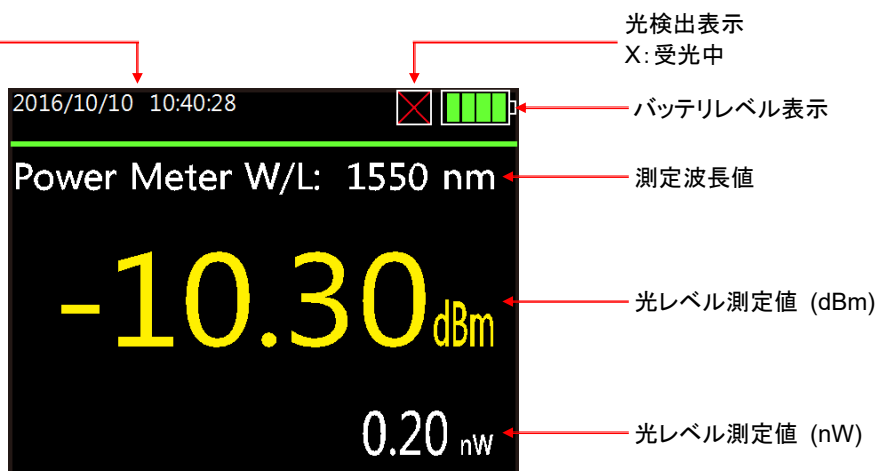 光検出表示
X：受光中
2016/10/10 10:40:28
バッテリレベル表示
Power Meter W/L: 1550 nm
測定波長値
-10.30 dBm
光レベル測定値 (dBm)
0.20 nW
光レベル測定値 (nW)